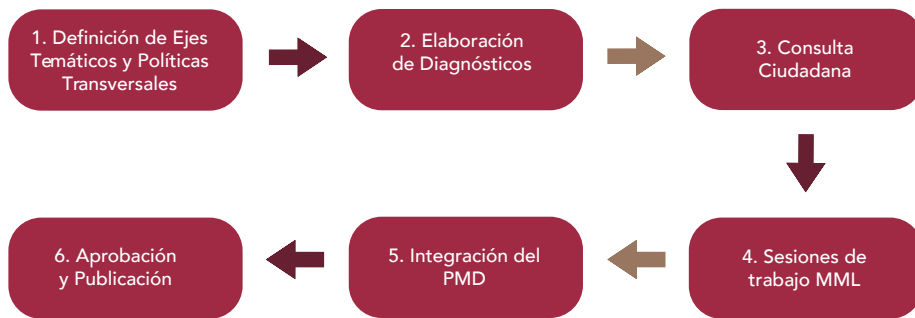 1. Definición de Ejes
Temáticos y Políticas
Transversales
2. Elaboración
de Diagnósticos
3. Consulta
Ciudadana
4. Sesiones de
trabajo MML
5. Integración del
PMD
6. Aprobación
y Publicación